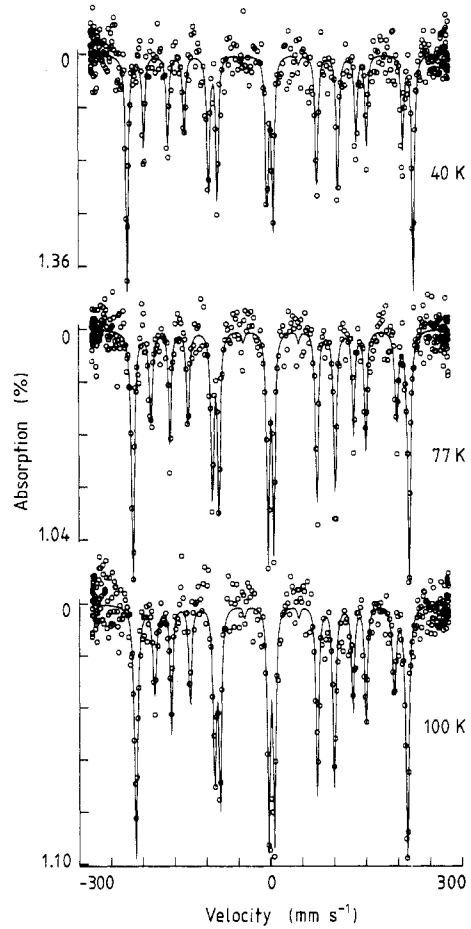 0
40 K
1.36
0
77 K
Absorption (%)
1.04
0
100 K
1.10
-300 0 300
Velocity (mm s⁻¹)